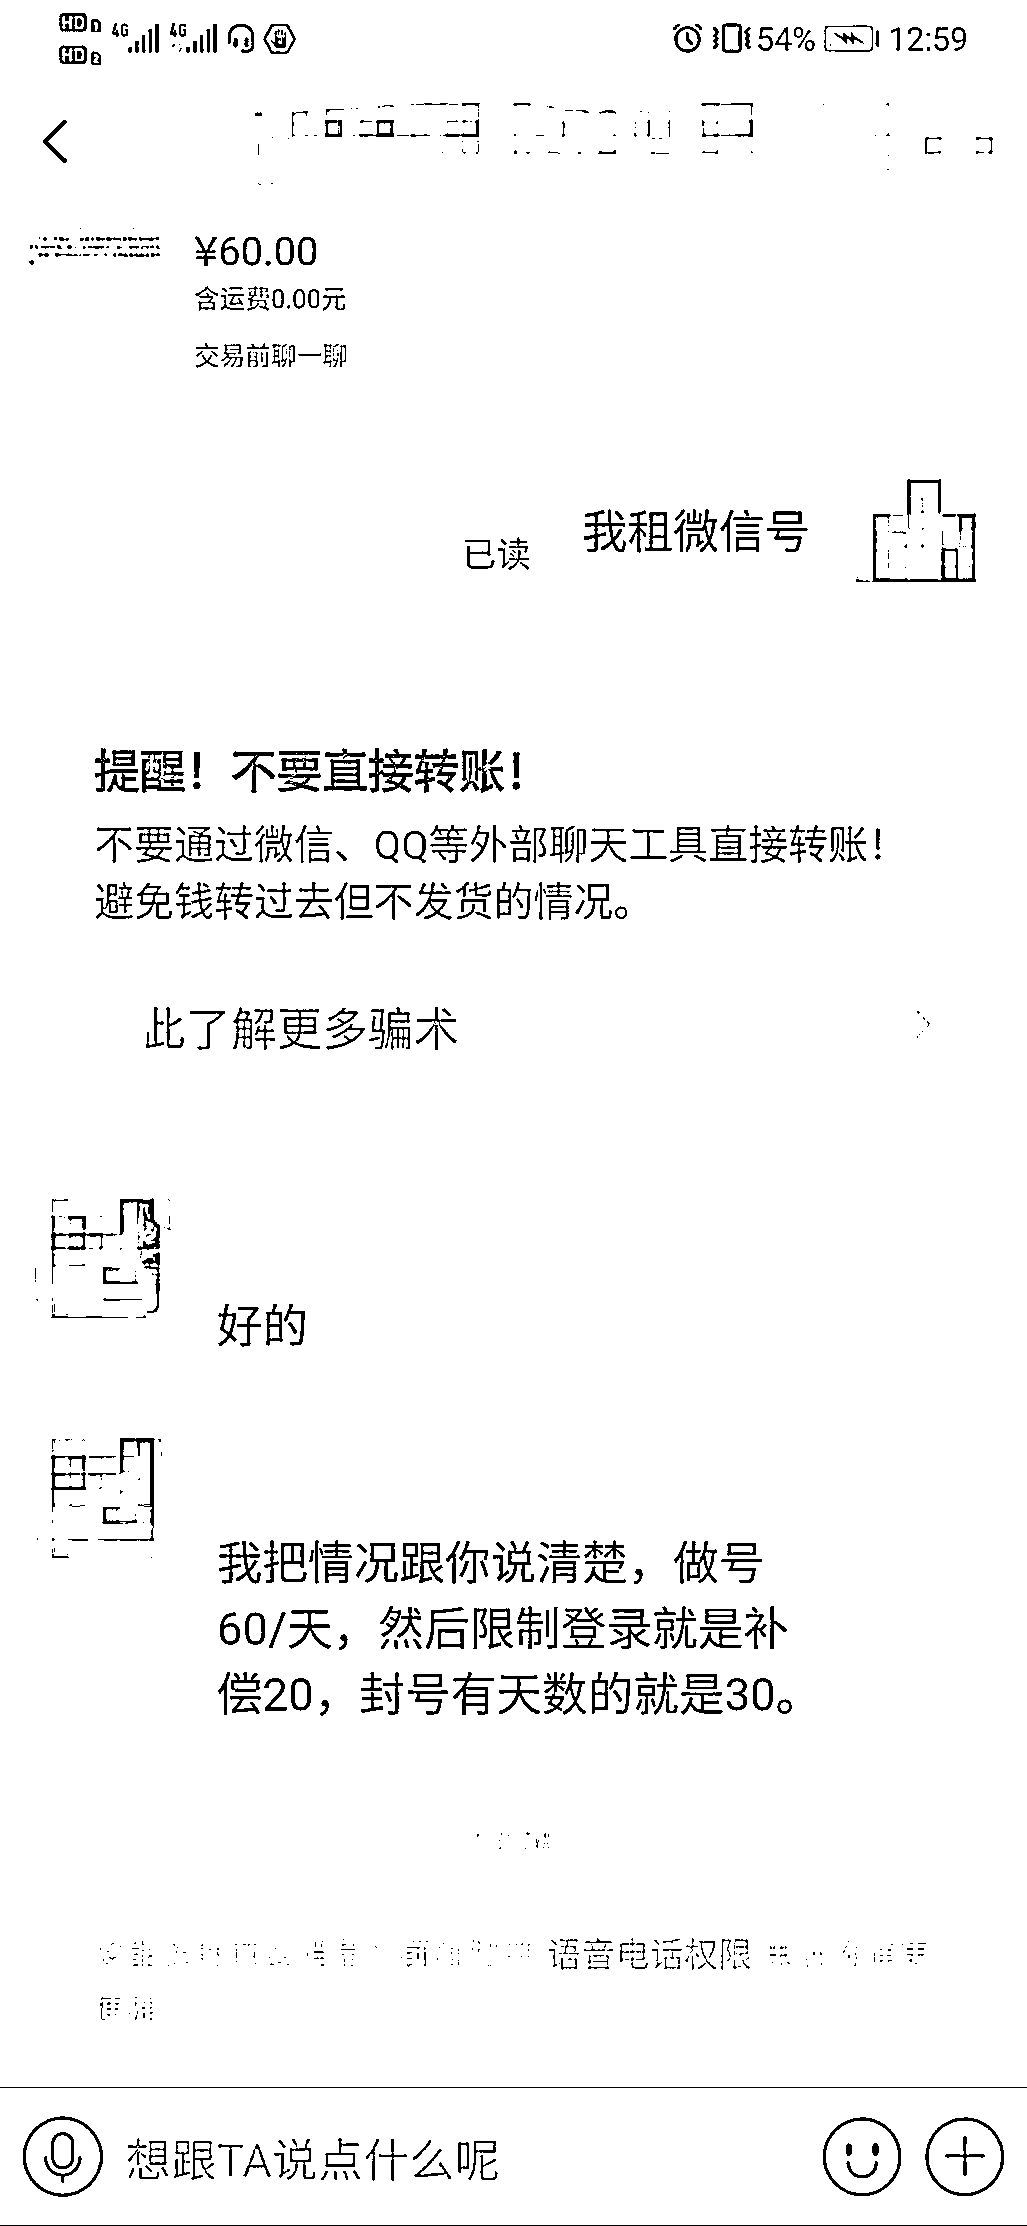 HD 1 4G 4G 54% 12:59
HD 2
¥60.00
含运费0.00元
交易前聊一聊
我租微信号
已读
提醒！不要直接转账！
不要通过微信、QQ等外部聊天工具直接转账！
避免钱转过去但不发货的情况。
此了解更多骗术
好的
我把情况跟你说清楚，做号
60/天，然后限制登录就是补
偿20，封号有天数的就是30。
语音电话权限
想跟TA说点什么呢